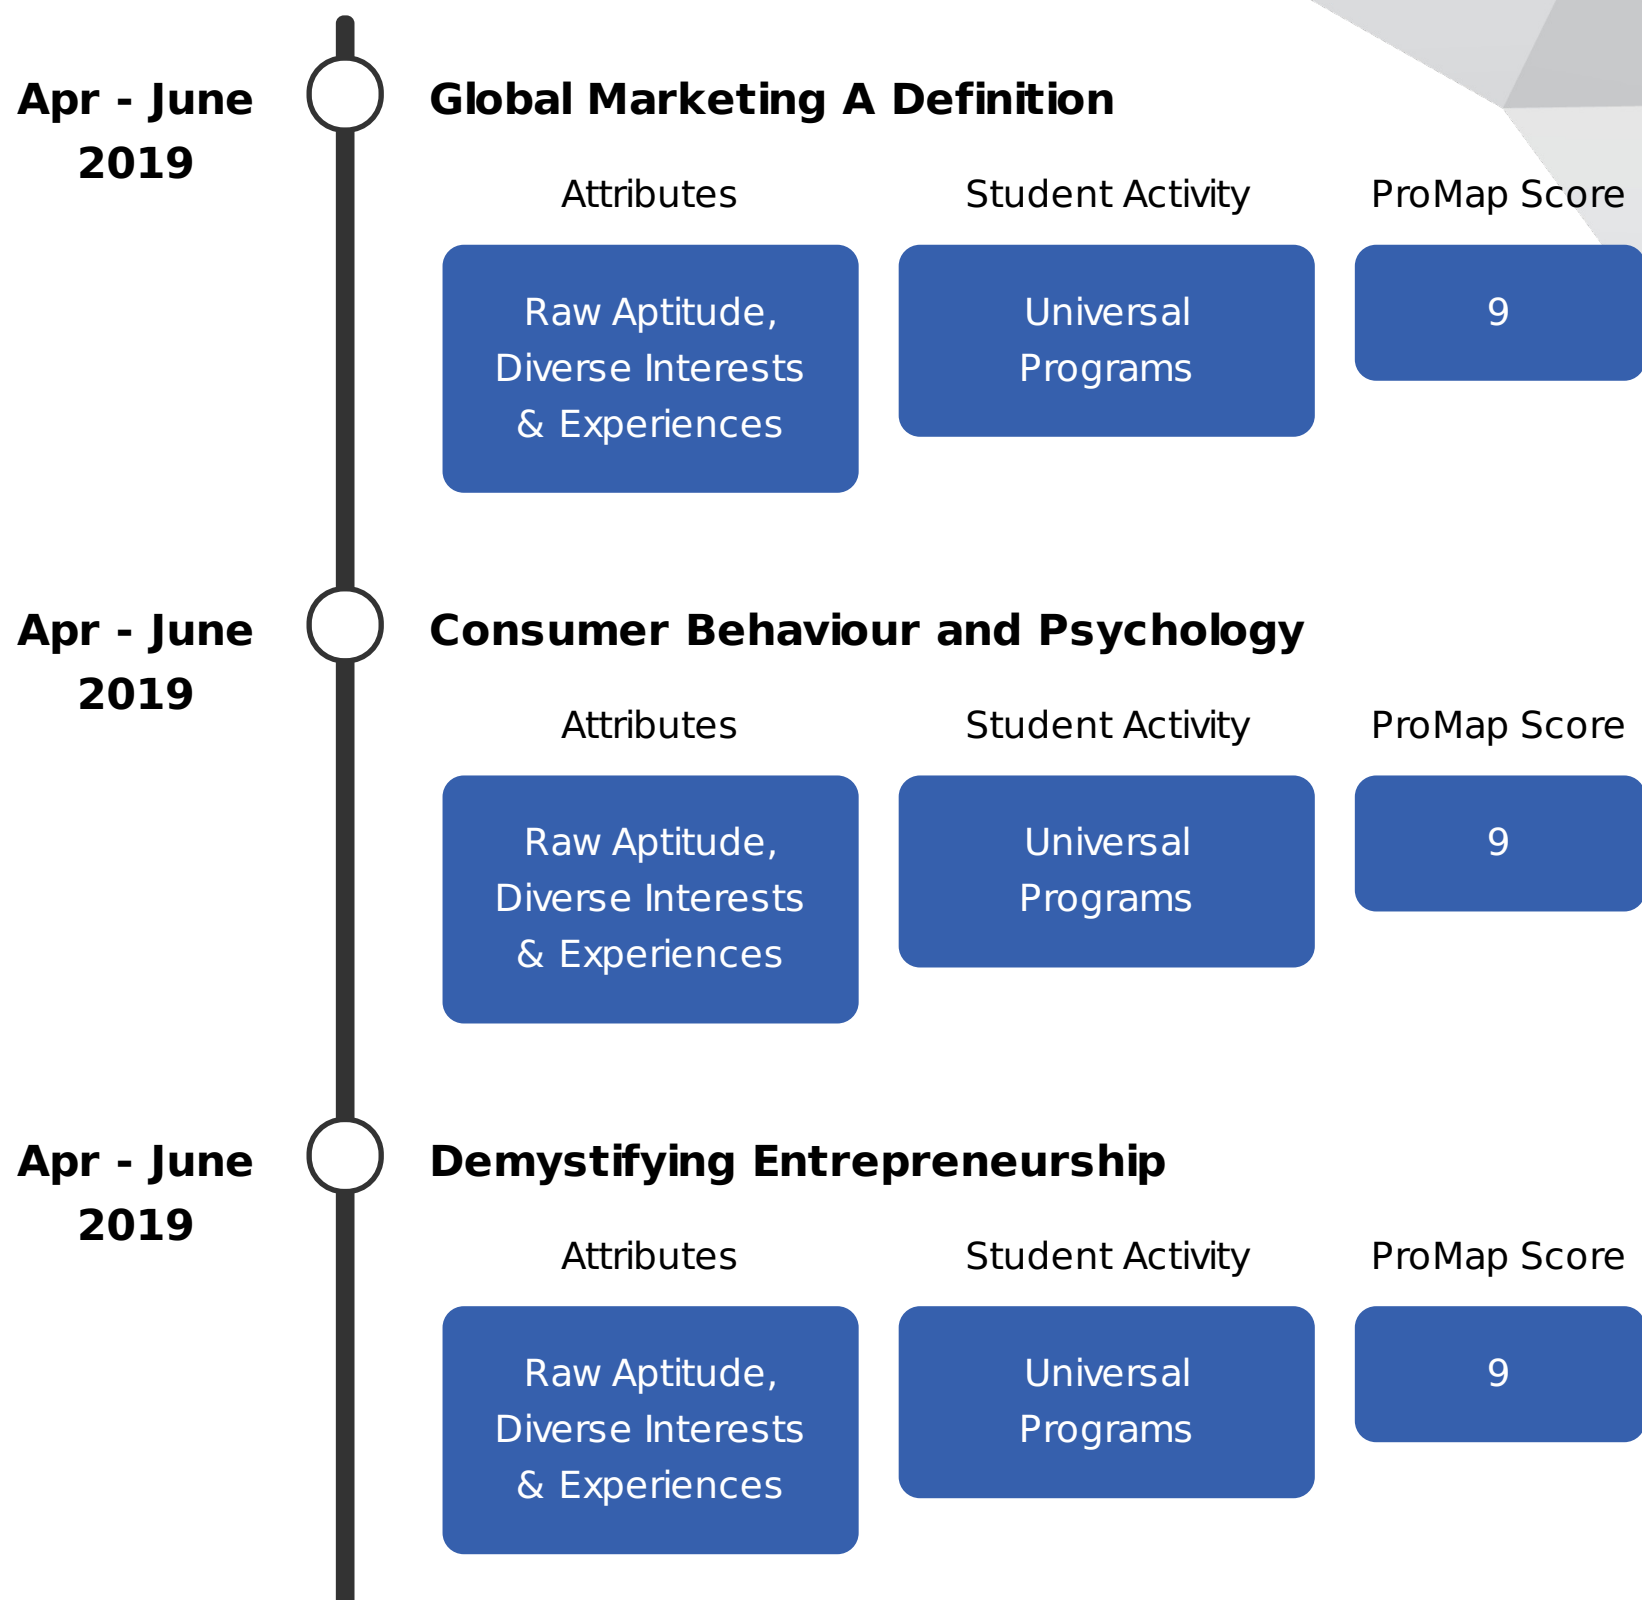 Apr - June
2019
Global Marketing A Definition
Attributes
Student Activity
ProMap Score
Raw Aptitude,
Diverse Interests
& Experiences
Universal
Programs
9
Apr - June
2019
Consumer Behaviour and Psychology
Attributes
Student Activity
ProMap Score
Raw Aptitude,
Diverse Interests
& Experiences
Universal
Programs
9
Apr - June
2019
Demystifying Entrepreneurship
Attributes
Student Activity
ProMap Score
Raw Aptitude,
Diverse Interests
& Experiences
Universal
Programs
9